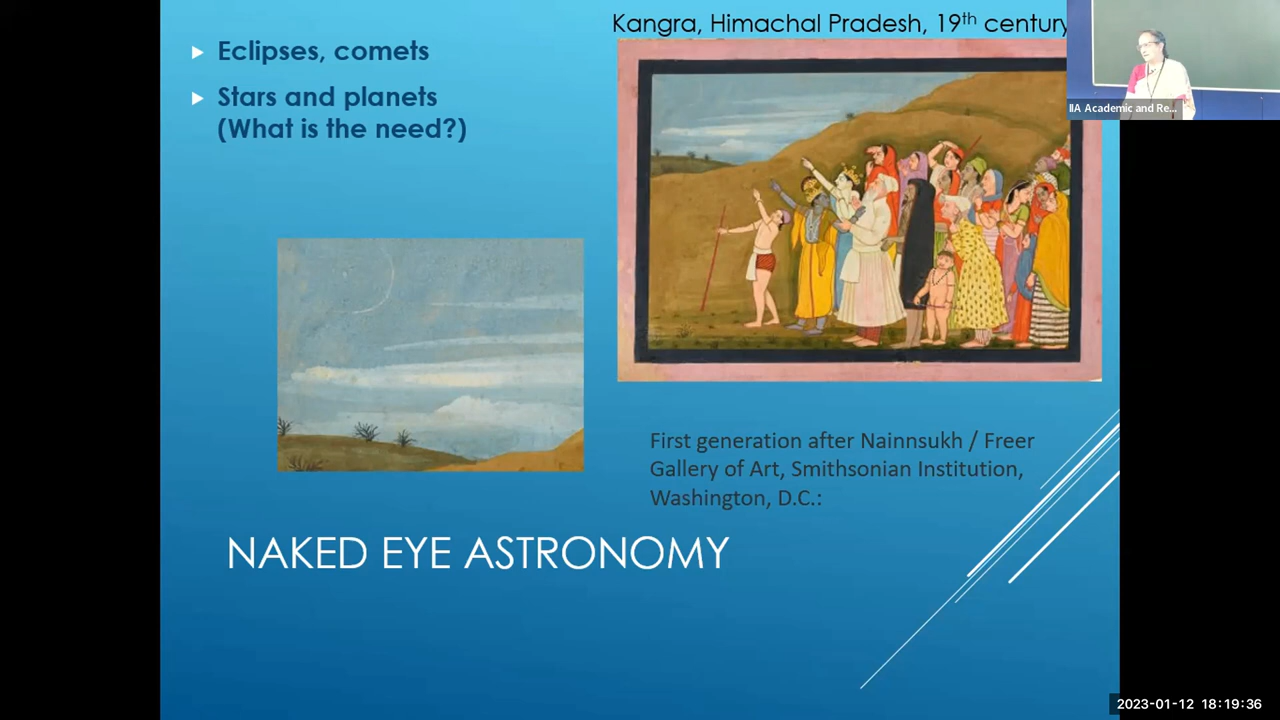 Kangra, Himachal Pradesh, 19th century
Eclipses, comets
Stars and planets
(What is the need?)
IIA Academic and Re...
First generation after Nainnsukh / Freer
Gallery of Art, Smithsonian Institution,
Washington, D.C.:
NAKED EYE ASTRONOMY
2023-01-12 18:19:36